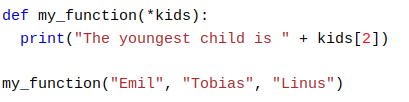 def my_function(*kids):
  print("The youngest child is " + kids[2])

my_function("Emil", "Tobias", "Linus")